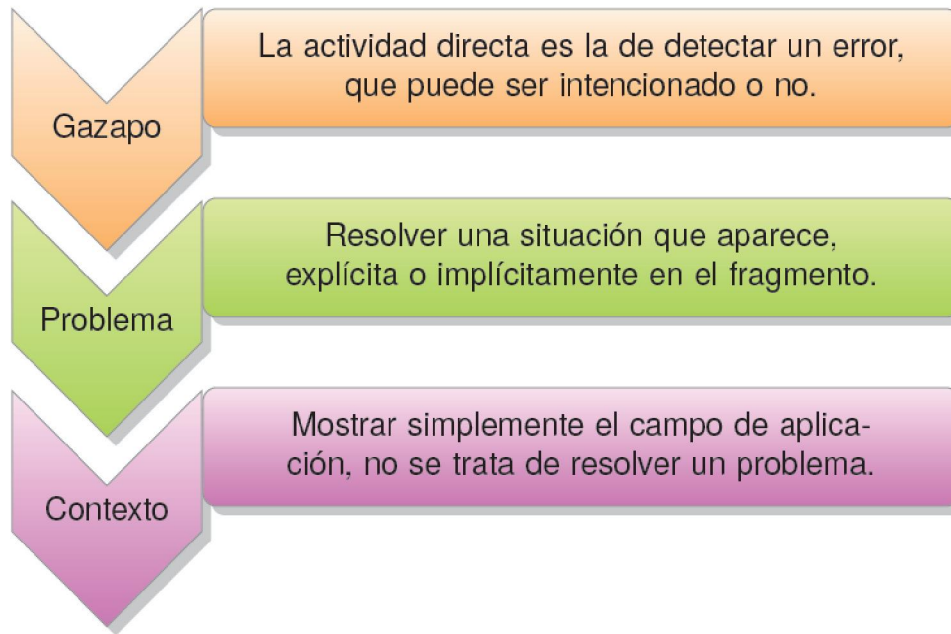 Gazapo
La actividad directa es la de detectar un error,
que puede ser intencionado o no.
Problema
Resolver una situación que aparece,
explícita o implícitamente en el fragmento.
Contexto
Mostrar simplemente el campo de aplica-
ción, no se trata de resolver un problema.